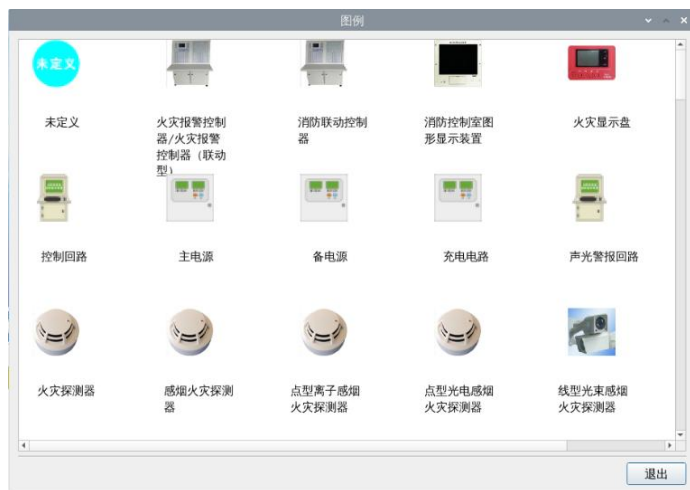 图例
未定义
未定义
火灾报警控制
器/火灾报警
控制器（联动
型）
消防联动控制
器
消防控制室图
形显示装置
火灾显示盘
控制回路
主电源
备电源
充电电路
声光警报回路
火灾探测器
感烟火灾探测
器
点型离子感烟
火灾探测器
点型光电感烟
火灾探测器
线型光束感烟
火灾探测器
退出